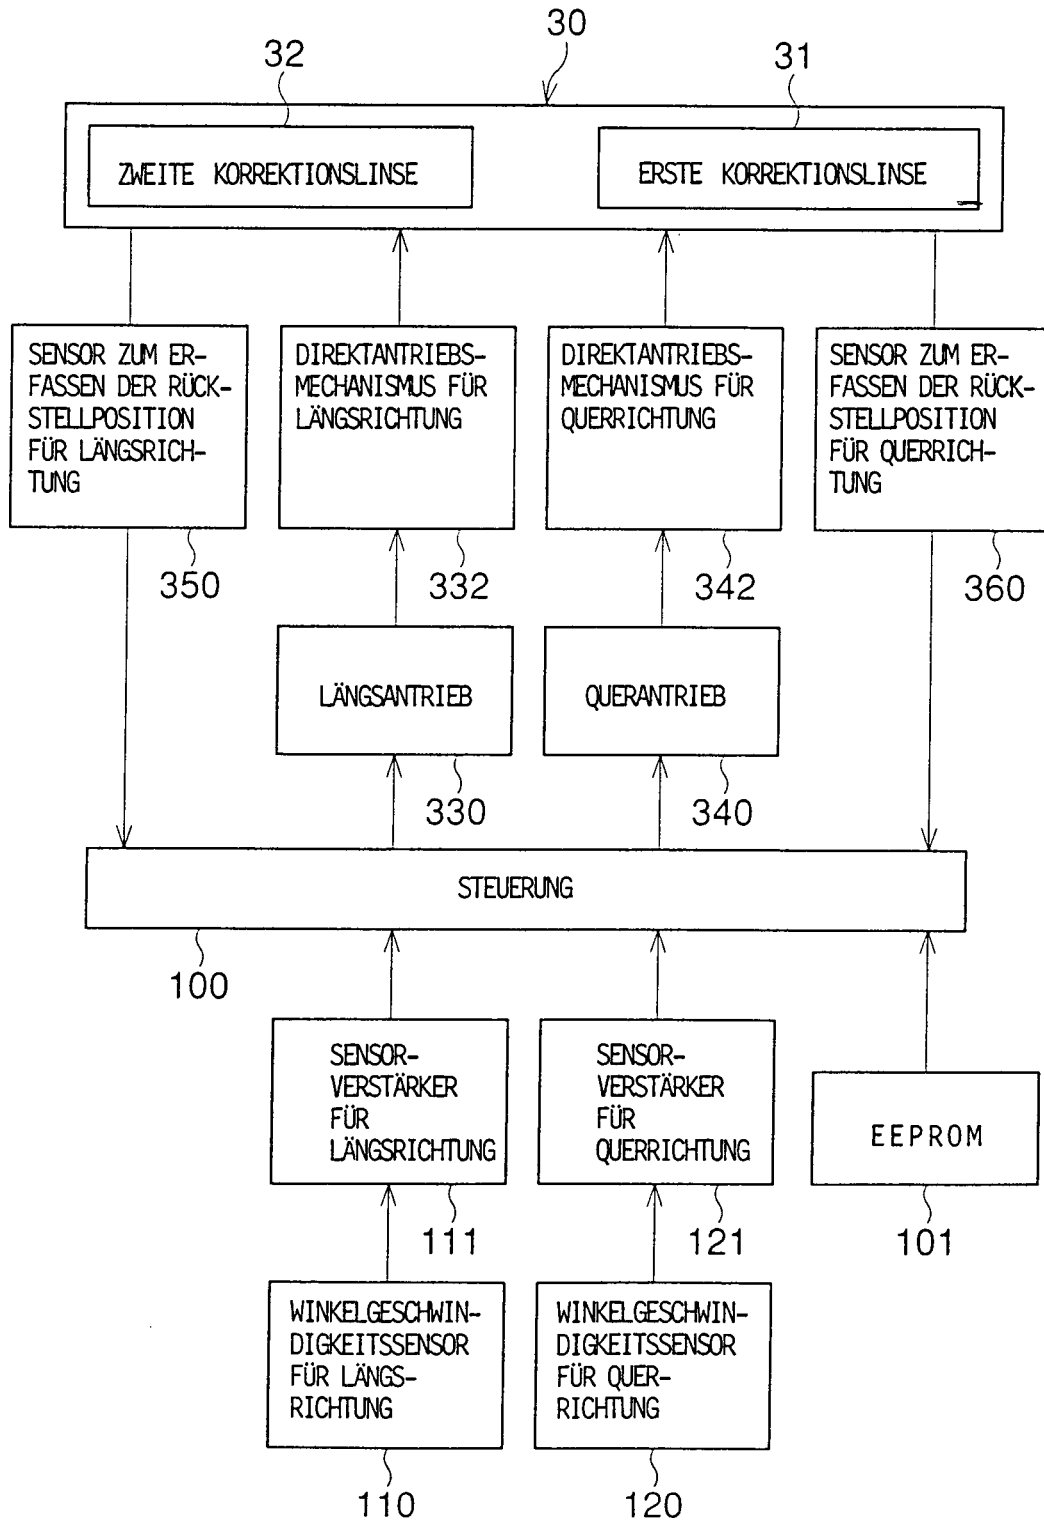 30
32
31
ZWEITE KORREKTIONSLINSE
ERSTE KORREKTIONSLINSE
SENSOR ZUM ER-
FASSEN DER RÜCK-
STELLPOSITION
FÜR LÄNGSRICH-
TUNG
DIREKTANTRIEBS-
MECHANISMUS FÜR
LÄNGSRICHTUNG
DIREKTANTRIEBS-
MECHANISMUS FÜR
QUERRICHTUNG
SENSOR ZUM ER-
FASSEN DER RÜCK-
STELLPOSITION
FÜR QUERRICH-
TUNG
350
332
342
360
LÄNGSANTRIEB
QUERANTRIEB
330
340
STEUERUNG
100
SENSOR-
VERSTÄRKER
FÜR
LÄNGSRICHTUNG
SENSOR-
VERSTÄRKER
FÜR
QUERRICHTUNG
EEPROM
111
121
101
WINKELGESCHWIN-
DIGKEITSSENSOR
FÜR LÄNGS-
RICHTUNG
WINKELGESCHWIN-
DIGKEITSSENSOR
FÜR QUER-
RICHTUNG
110
120